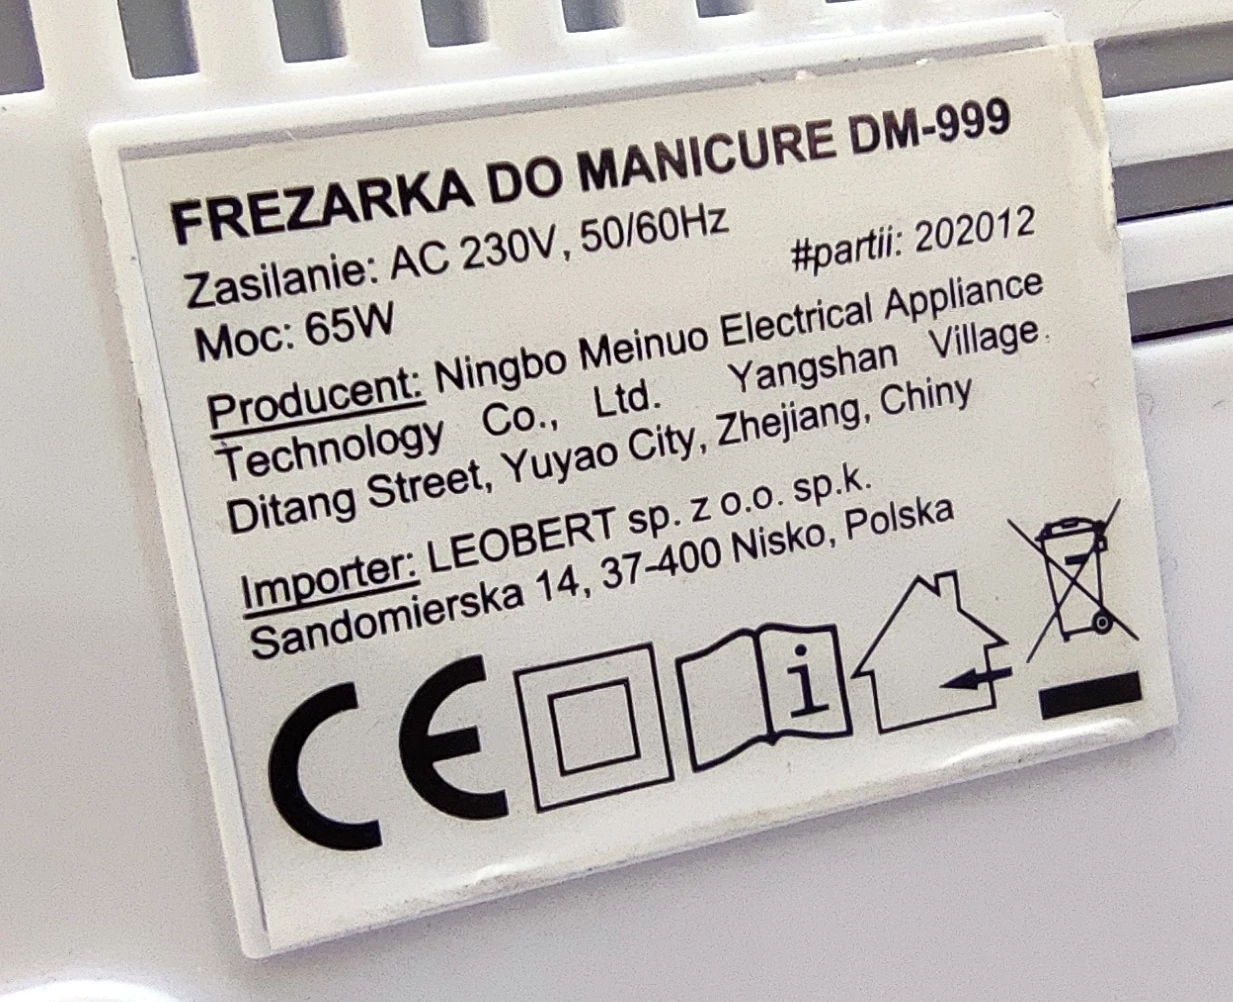 FREZARKA DO MANICURE DM-999
Zasilanie: AC 230V, 50/60Hz
#partii: 202012
Moc: 65W
Producent: Ningbo Meinuo Electrical Appliance
Technology Co., Ltd. Yangshan Village.
Ditang Street, Yuyao City, Zhejiang, Chiny
Importer: LEOBERT sp. z o.o. sp.k.
Sandomierska 14, 37-400 Nisko, Polska
CE i